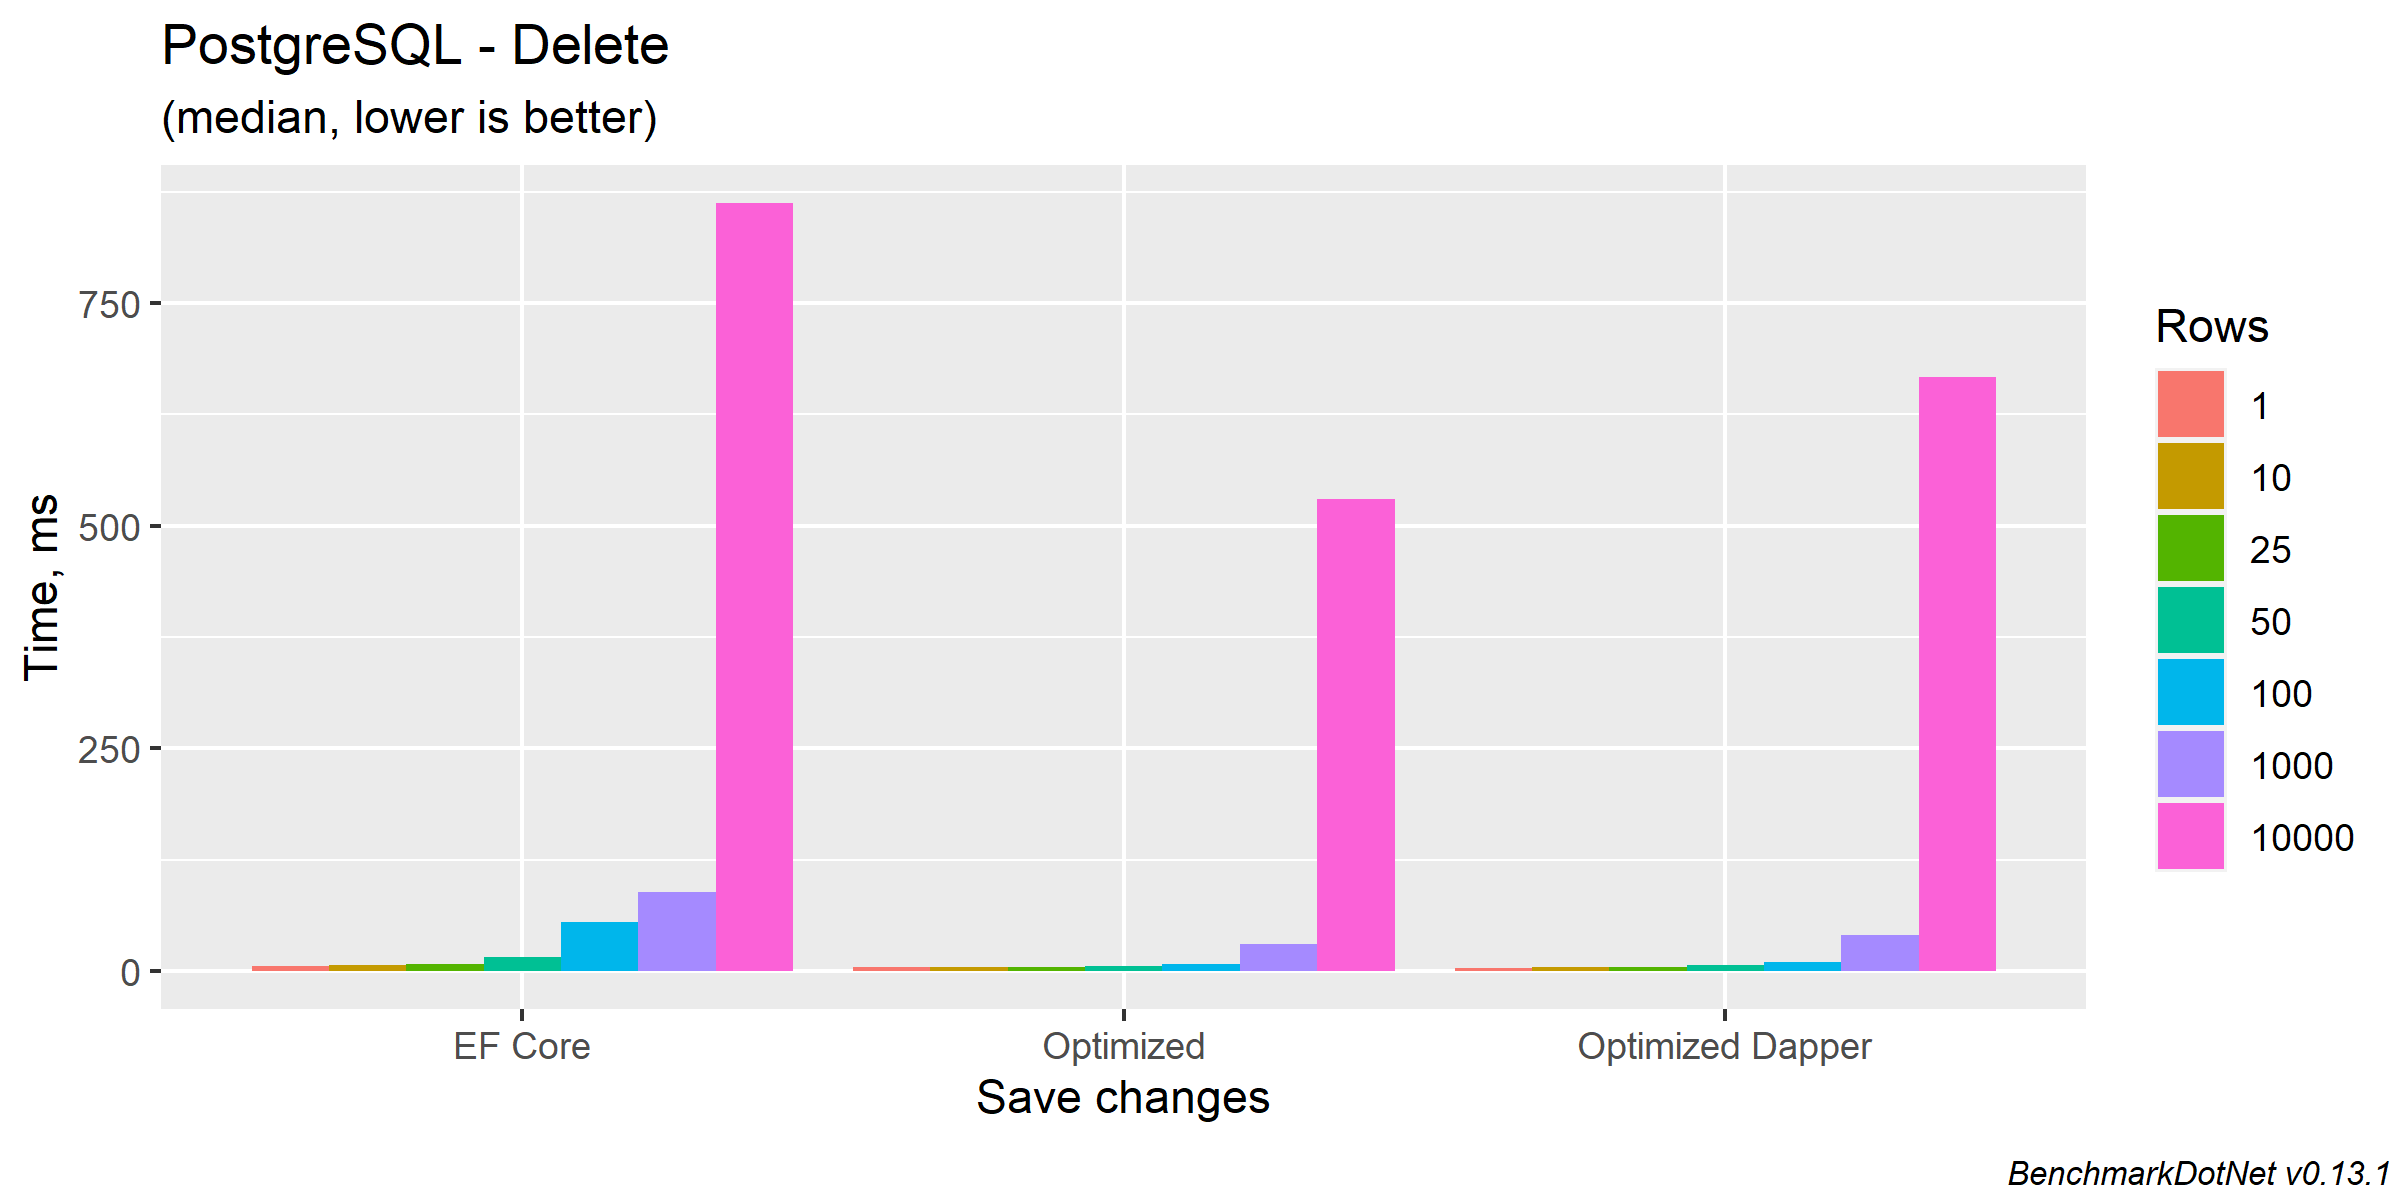 PostgreSQL - Delete
(median, lower is better)
Time, ms
750
500
250
0
EF Core
Optimized
Optimized Dapper
Save changes
Rows
1
10
25
50
100
1000
10000
BenchmarkDotNet v0.13.1